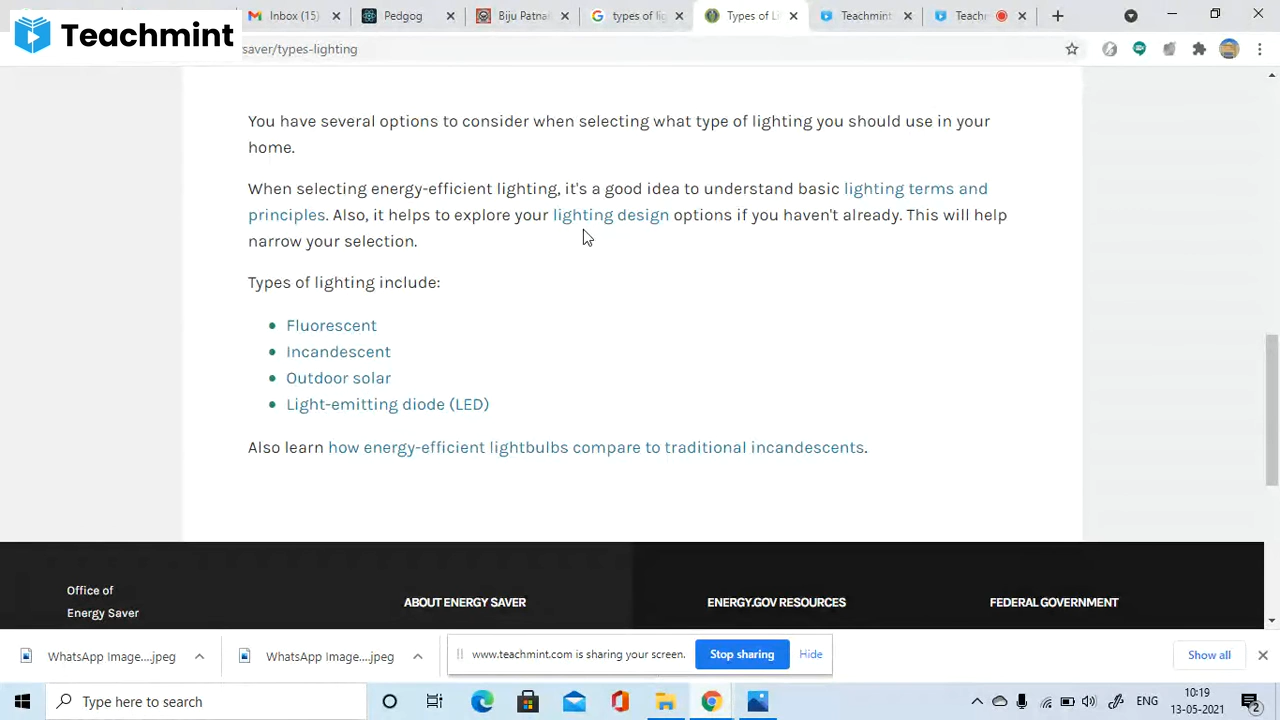 Inbox (15)
Pedgog
Biju Patna
types of lig
Types of Li
Teachmint
Teachm
Teachmint
saver/types-lighting
You have several options to consider when selecting what type of lighting you should use in your
home.
When selecting energy-efficient lighting, it's a good idea to understand basic lighting terms and
principles. Also, it helps to explore your lighting design options if you haven't already. This will help
narrow your selection.
Types of lighting include:
Fluorescent
Incandescent
Outdoor solar
Light-emitting diode (LED)
Also learn how energy-efficient lightbulbs compare to traditional incandescents.
Office of
Energy Saver
ABOUT ENERGY SAVER
ENERGY.GOV RESOURCES
FEDERAL GOVERNMENT
WhatsApp Image....jpeg
WhatsApp Image....jpeg
www.teachmint.com is sharing your screen.
Stop sharing
Hide
Show all
Type here to search
ENG
10:19
13-05-2021
2